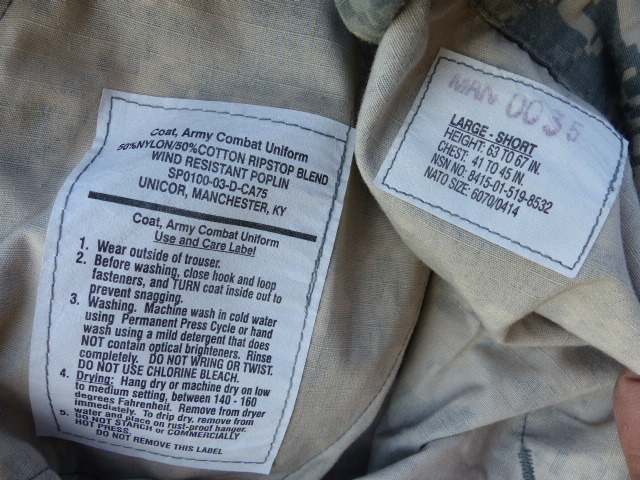 Coat, Army Combat Uniform
50%NYLON/50%COTTON RIPSTOP BLEND
WIND RESISTANT POPLIN
SP0100-03-D-CA75
UNICOR, MANCHESTER, KY
Coat, Army Combat Uniform
Use and Care Label
1. Wear outside of trouser.
2. Before washing, close hook and loop
fasteners, and TURN coat inside out to
prevent snagging.
3. Washing. Machine wash in cold water
using Permanent Press Cycle or hand
wash using a mild detergent that does
NOT contain optical brighteners. Rinse
completely. DO NOT WRING OR TWIST.
DO NOT USE CHLORINE BLEACH.
4. Drying: Hang dry or machine dry on low
to medium setting, between 140 - 160
degrees Fahrenheit. Remove from dryer
immediately. To drip dry, remove from
water and place on rust-proof hanger.
5. DO NOT STARCH or COMMERCIALLY
HOT PRESS.
DO NOT REMOVE THIS LABEL
MAN 0035
LARGE - SHORT
HEIGHT: 63 TO 67 IN.
CHEST: 41 TO 45 IN.
NSN NO: 8415-01-519-8532
NATO SIZE: 6070/0414